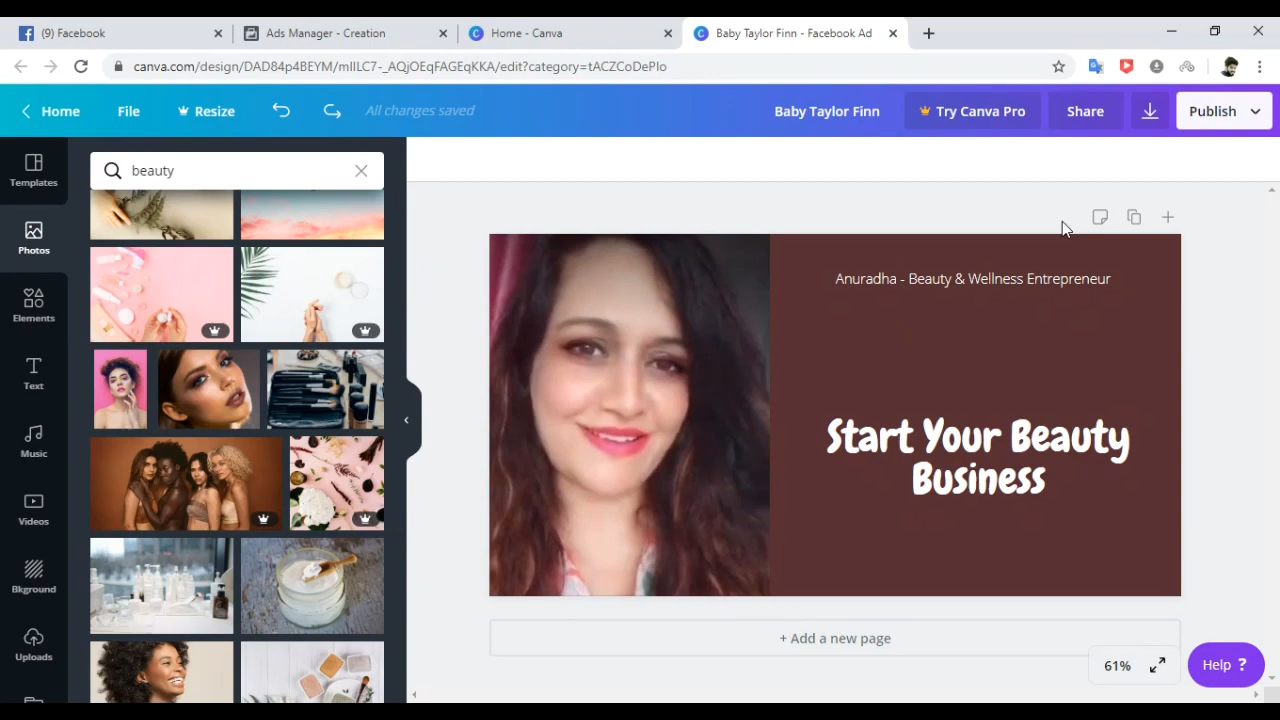 (9) Facebook
Ads Manager - Creation
Home - Canva
Baby Taylor Finn - Facebook Ad
canva.com/design/DAD84p4BEYM/mIILC7-_AQjOEqFAGEqKKA/edit?category=tACZCoDePlo
Home
File
Resize
All changes saved
Baby Taylor Finn
Try Canva Pro
Share
Publish
Templates
Photos
Elements
Text
Music
Videos
Bkground
Uploads
beauty
Anuradha - Beauty & Wellness Entrepreneur
Start Your Beauty
Business
+ Add a new page
61%
Help ?